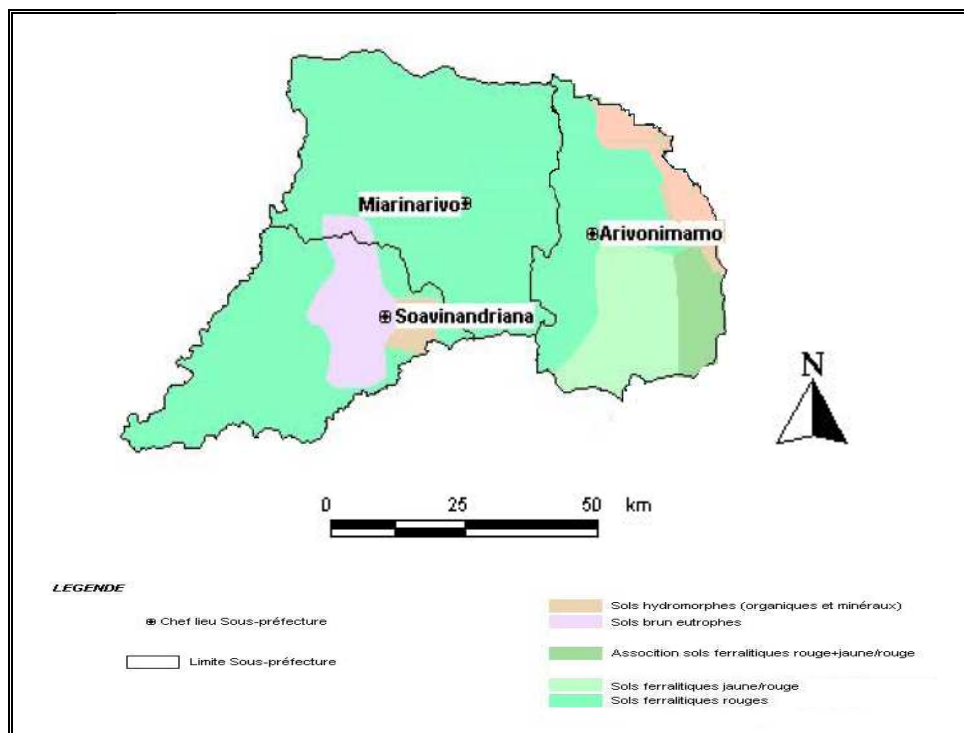 Miarinarivo
Arivonimamo
Soavinandriana
N
0 25 50 km
LEGENDE
Chef lieu Sous-préfecture
Limite Sous-préfecture
Sols hydromorphes (organiques et minéraux)
Sols brun eutrophes
Assocition sols ferralitiques rouge+jaune/rouge
Sols ferralitiques jaune/rouge
Sols ferralitiques rouges